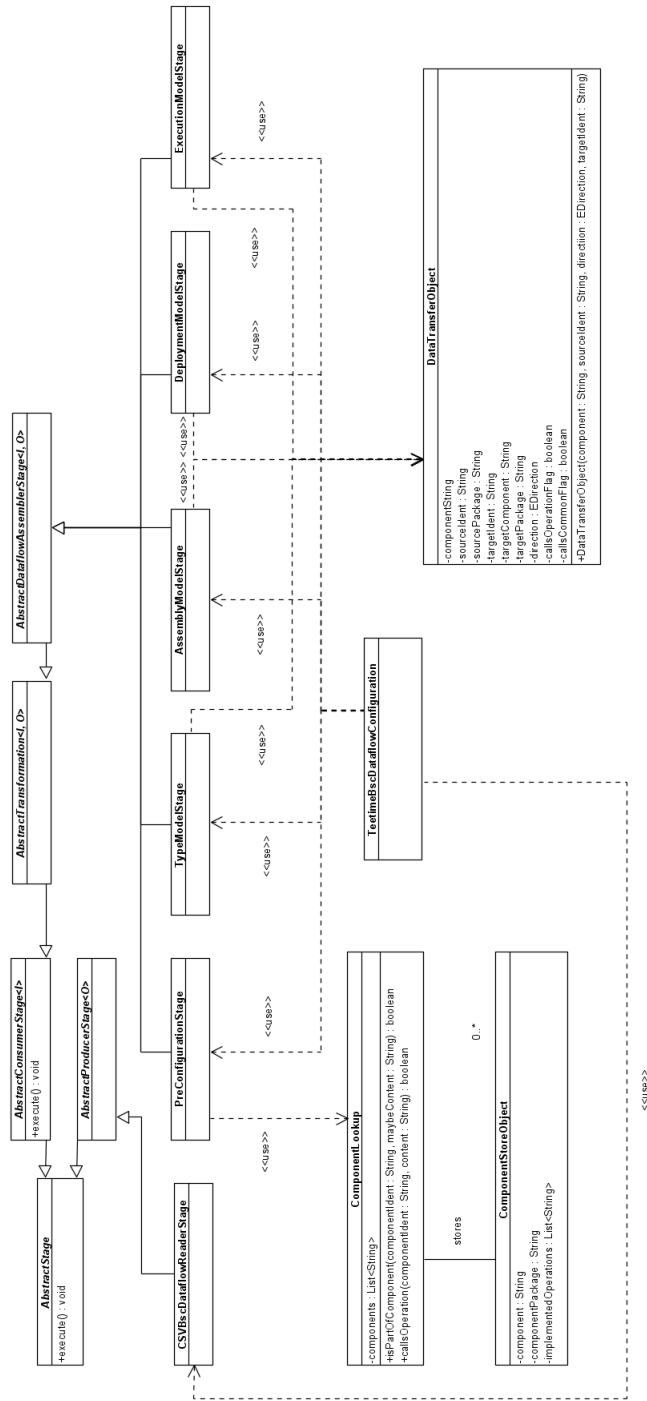 AbstractStage
+execute() : void
AbstractConsumerStage<I>
+execute() : void
AbstractProducerStage<O>
AbstractTransformation<I, O>
AbstractDataflowAssemblerStage<I, O>
CSVBscDataflowReaderStage
PreConfigurationStage
TypeModelStage
AssemblyModelStage
DeploymentModelStage
ExecutionModelStage
<<use>>
<<use>>
<<use>>
<<use>>
<<use>>
<<use>>
<<use>>
<<use>>
<<use>>
<<use>>
ComponentLookup
-components : List<String>
+isPartOfComponent(componentIdent : String, maybeContent : String) : boolean
+callsOperation(componentIdent : String, content : String) : boolean
stores
0..*
ComponentStoreObject
-component : String
-componentPackage : String
-implementedOperations : List<String>
TeetimeBscDataflowConfiguration
<<use>>
DataTransferObject
-componentString
-sourceIdent : String
-sourcePackage : String
-targetIdent : String
-targetComponent : String
-targetPackage : String
-direction : EDirection
-callsOperationFlag : boolean
-callsCommonFlag : boolean
+DataTransferObject(component : String, sourceIdent : String, directiion : EDirection, targetIdent : String)